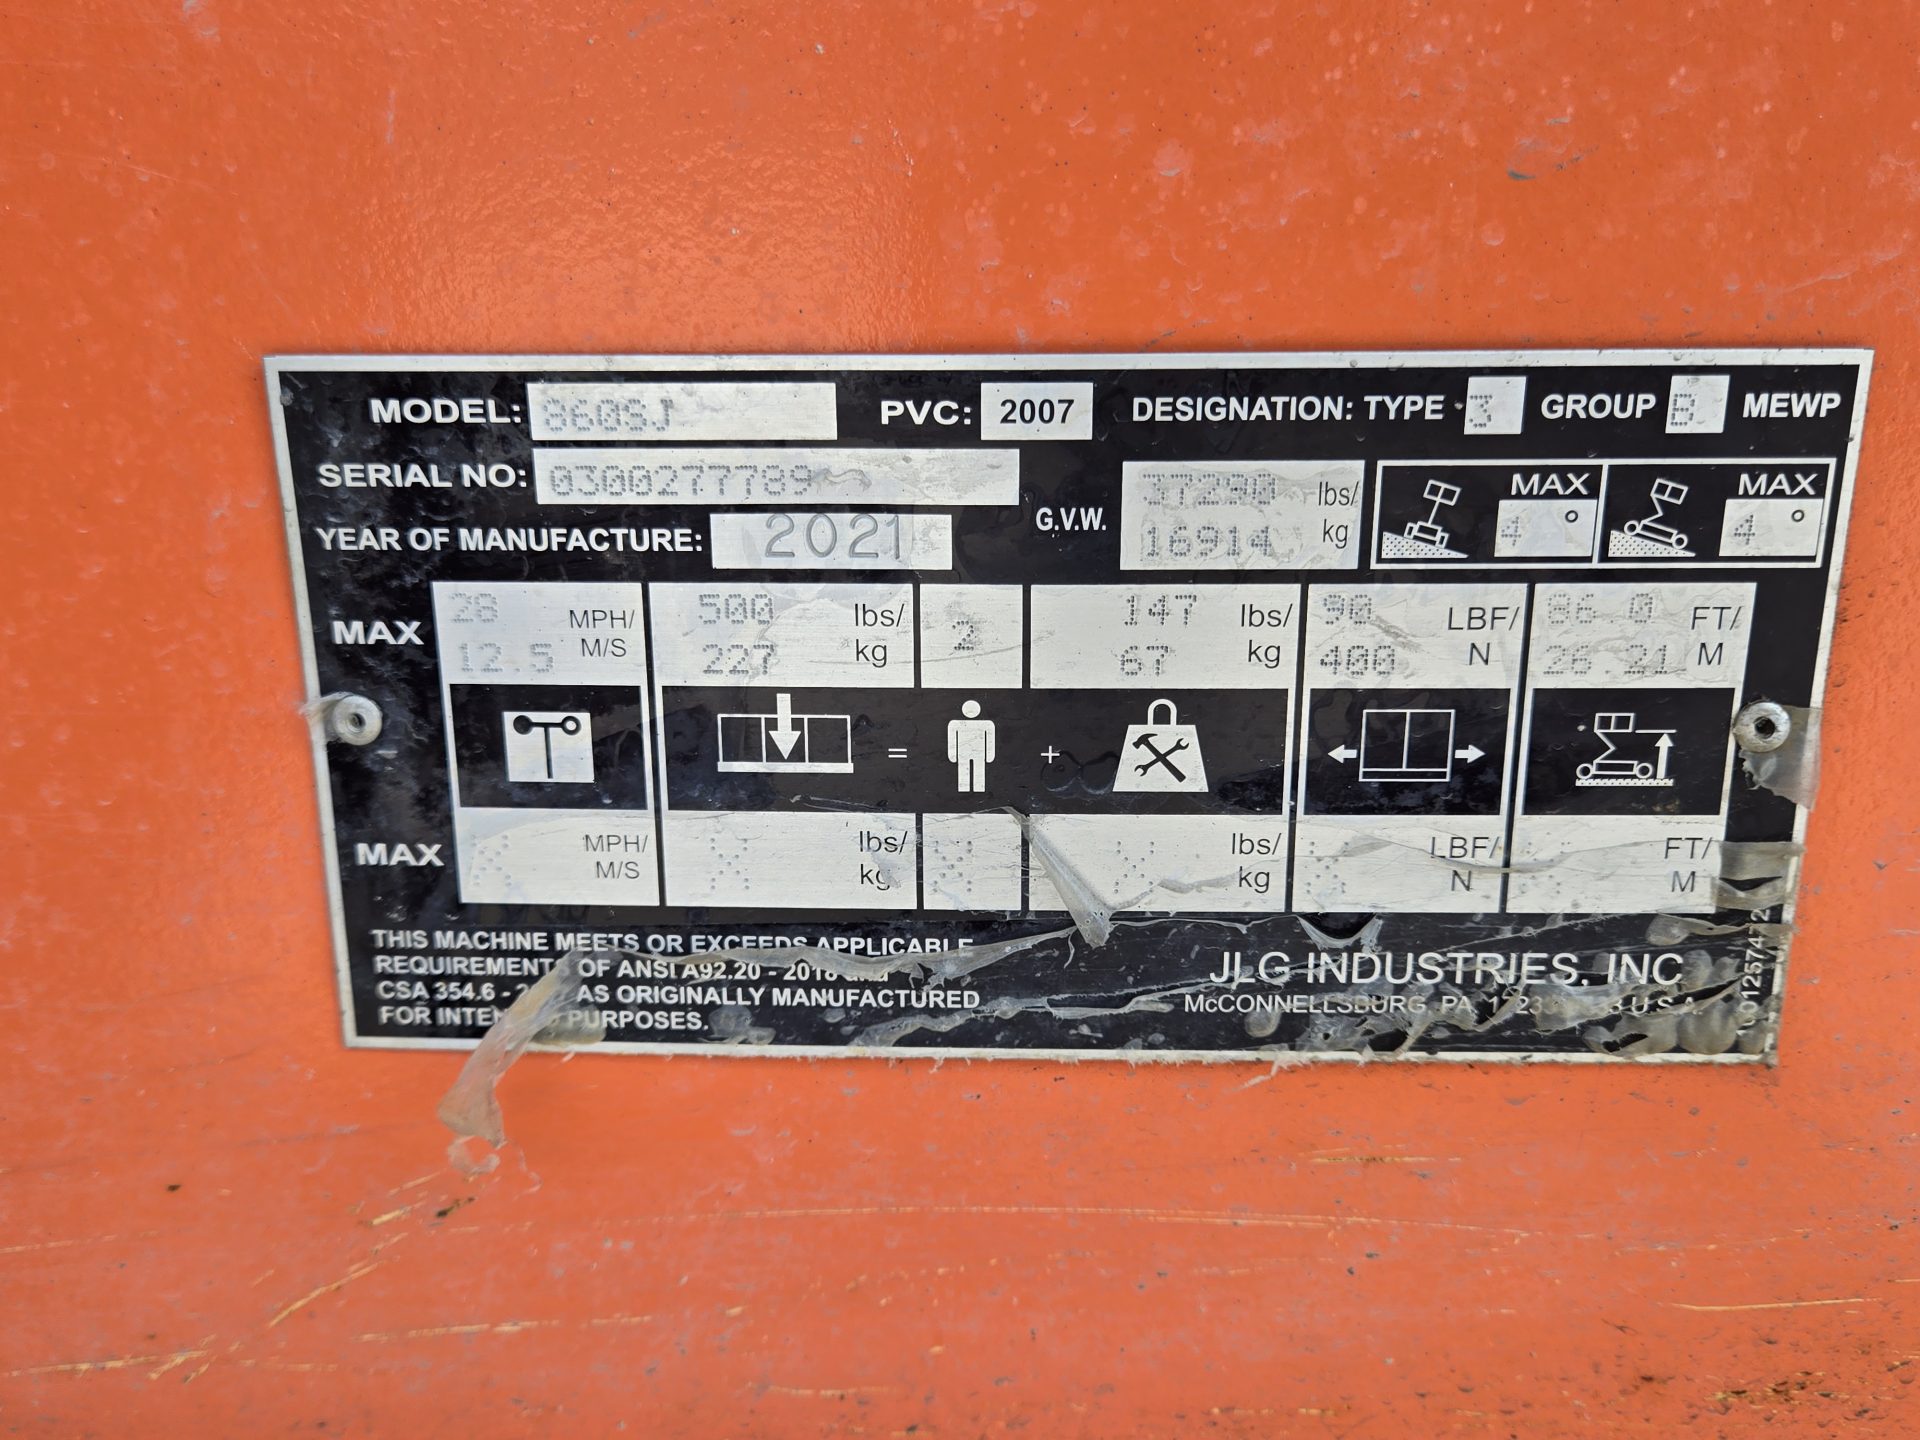 MODEL: 860SJ PVC: 2007 DESIGNATION: TYPE 3 GROUP B MEWP
SERIAL NO: 0300277789
YEAR OF MANUFACTURE: 2021
G.V.W. 37290 lbs/
16914 kg
MAX 4°
MAX 4°
MAX
28 MPH/
12.5 M/S
500 lbs/
227 kg
=
2
+
147 lbs/
67 kg
90 LBF/
400 N
86.0 FT/
26.21 M
MAX
X MPH/
M/S
X lbs/
kg
X
X lbs/
kg
X LBF/
N
FT/
M
THIS MACHINE MEETS OR EXCEEDS APPLICABLE
REQUIREMENTS OF ANSI A92.20 - 2018 and
CSA 354.6 - AS ORIGINALLY MANUFACTURED
FOR PURPOSES.
JLG INDUSTRIES, INC
McCONNELLSBURG, PA U.S.A.